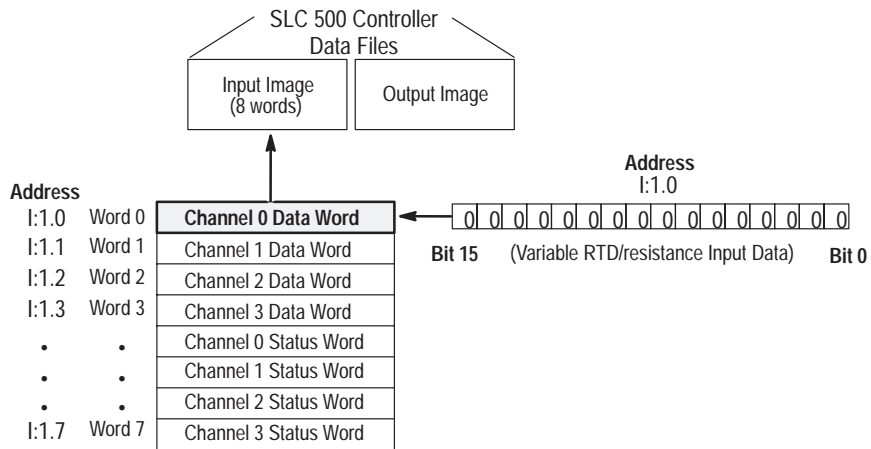 SLC 500 Controller
Data Files
Input Image
(8 words)
Output Image
Address
I:1.0
Address
I:1.0 Word 0 Channel 0 Data Word 0 0 0 0 0 0 0 0 0 0 0 0 0 0 0 0
I:1.1 Word 1 Channel 1 Data Word Bit 15 (Variable RTD/resistance Input Data) Bit 0
I:1.2 Word 2 Channel 2 Data Word
I:1.3 Word 3 Channel 3 Data Word
• • Channel 0 Status Word
• • Channel 1 Status Word
• • Channel 2 Status Word
I:1.7 Word 7 Channel 3 Status Word